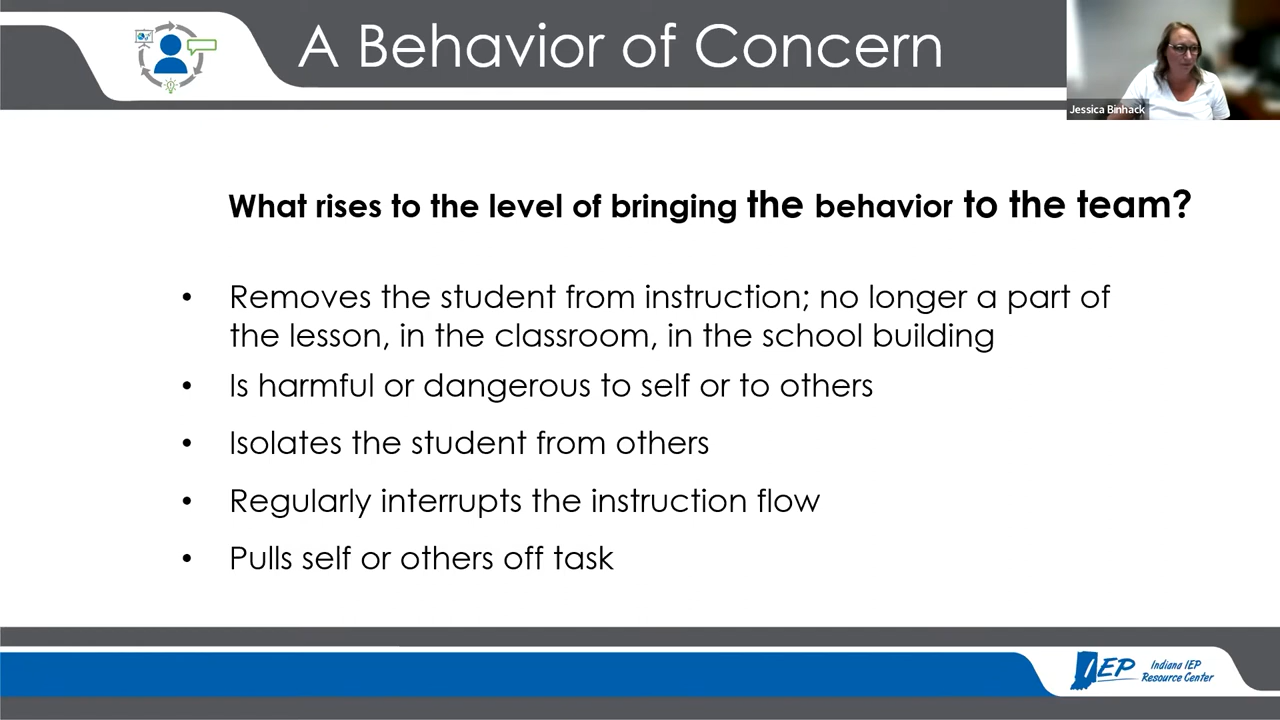 A Behavior of Concern
Jessica Binhack
What rises to the level of bringing the behavior to the team?
• Removes the student from instruction; no longer a part of
the lesson, in the classroom, in the school building
• Is harmful or dangerous to self or to others
• Isolates the student from others
• Regularly interrupts the instruction flow
• Pulls self or others off task
IEP
Indiana IEP
Resource Center